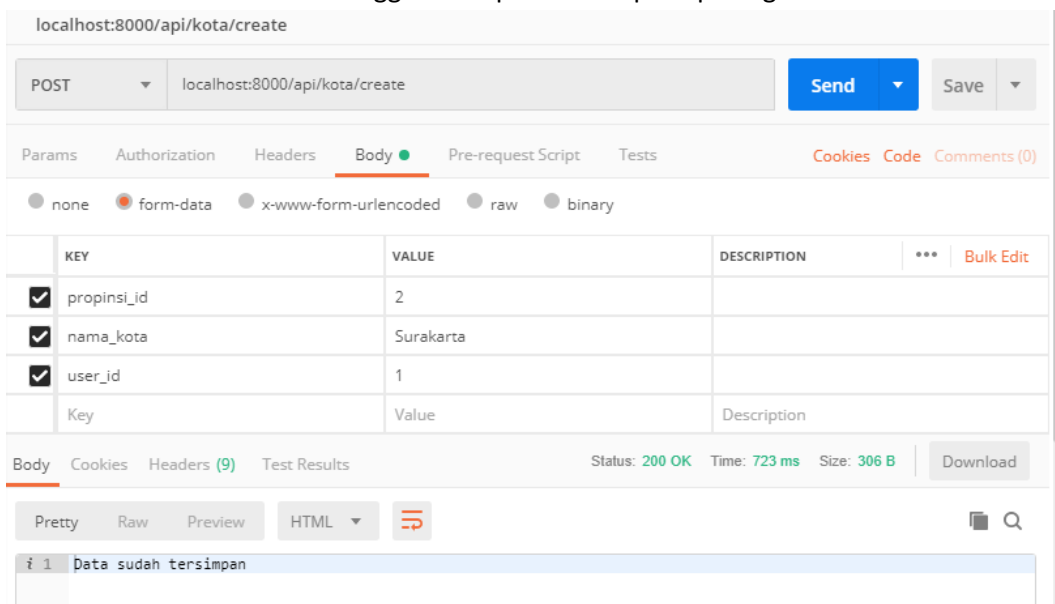 localhost:8000/api/kota/create
POST localhost:8000/api/kota/create Send Save
Params Authorization Headers Body Pre-request Script Tests Cookies Code Comments (0)
none form-data x-www-form-urlencoded raw binary
KEY VALUE DESCRIPTION ••• Bulk Edit
propinsi_id 2
nama_kota Surakarta
user_id 1
Key Value Description
Body Cookies Headers (9) Test Results Status: 200 OK Time: 723 ms Size: 306 B Download
Pretty Raw Preview HTML
i 1 Data sudah tersimpan